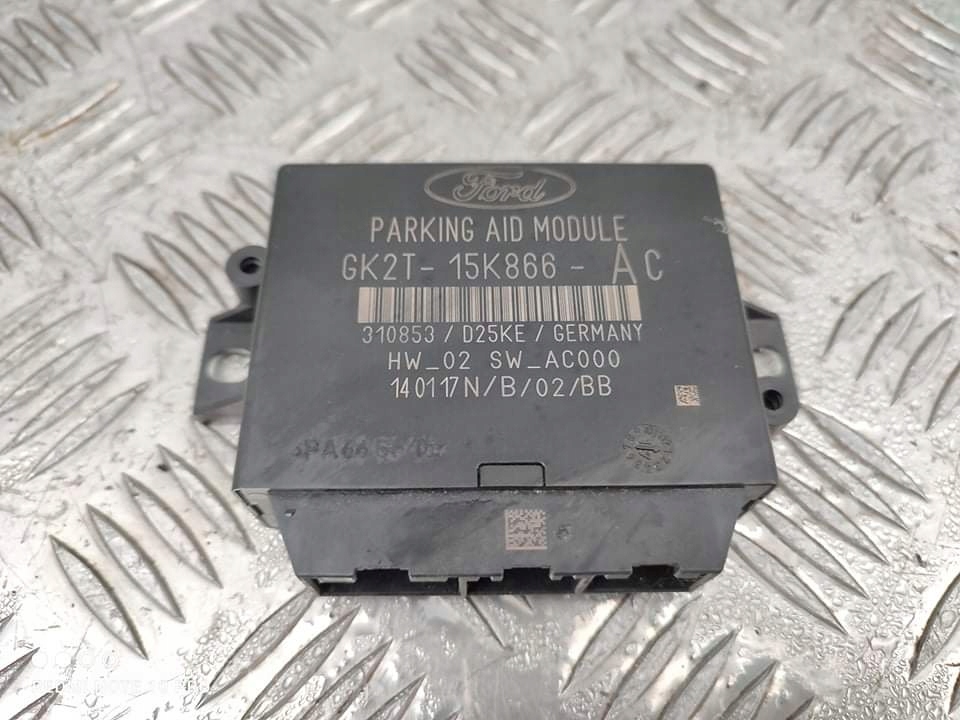 Ford
PARKING AID MODULE
GK2T- 15K866- AC
310853/D25KE/GERMANY
HW_02 SW_AC000
140117N/B/02/BB